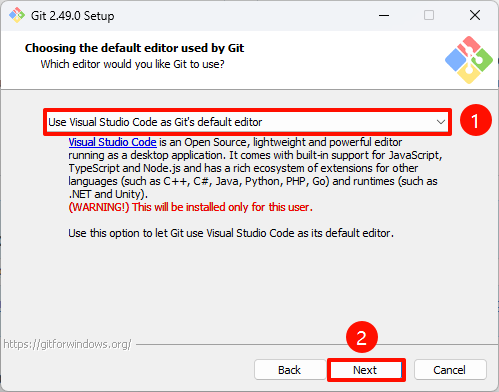 Git 2.49.0 Setup
Choosing the default editor used by Git
Which editor would you like Git to use?
Use Visual Studio Code as Git's default editor
1
Visual Studio Code is an Open Source, lightweight and powerful editor
running as a desktop application. It comes with built-in support for JavaScript,
TypeScript and Node.js and has a rich ecosystem of extensions for other
languages (such as C++, C#, Java, Python, PHP, Go) and runtimes (such as
.NET and Unity).
(WARNING!) This will be installed only for this user.
Use this option to let Git use Visual Studio Code as its default editor.
2
https://gitforwindows.org/
Back Next Cancel